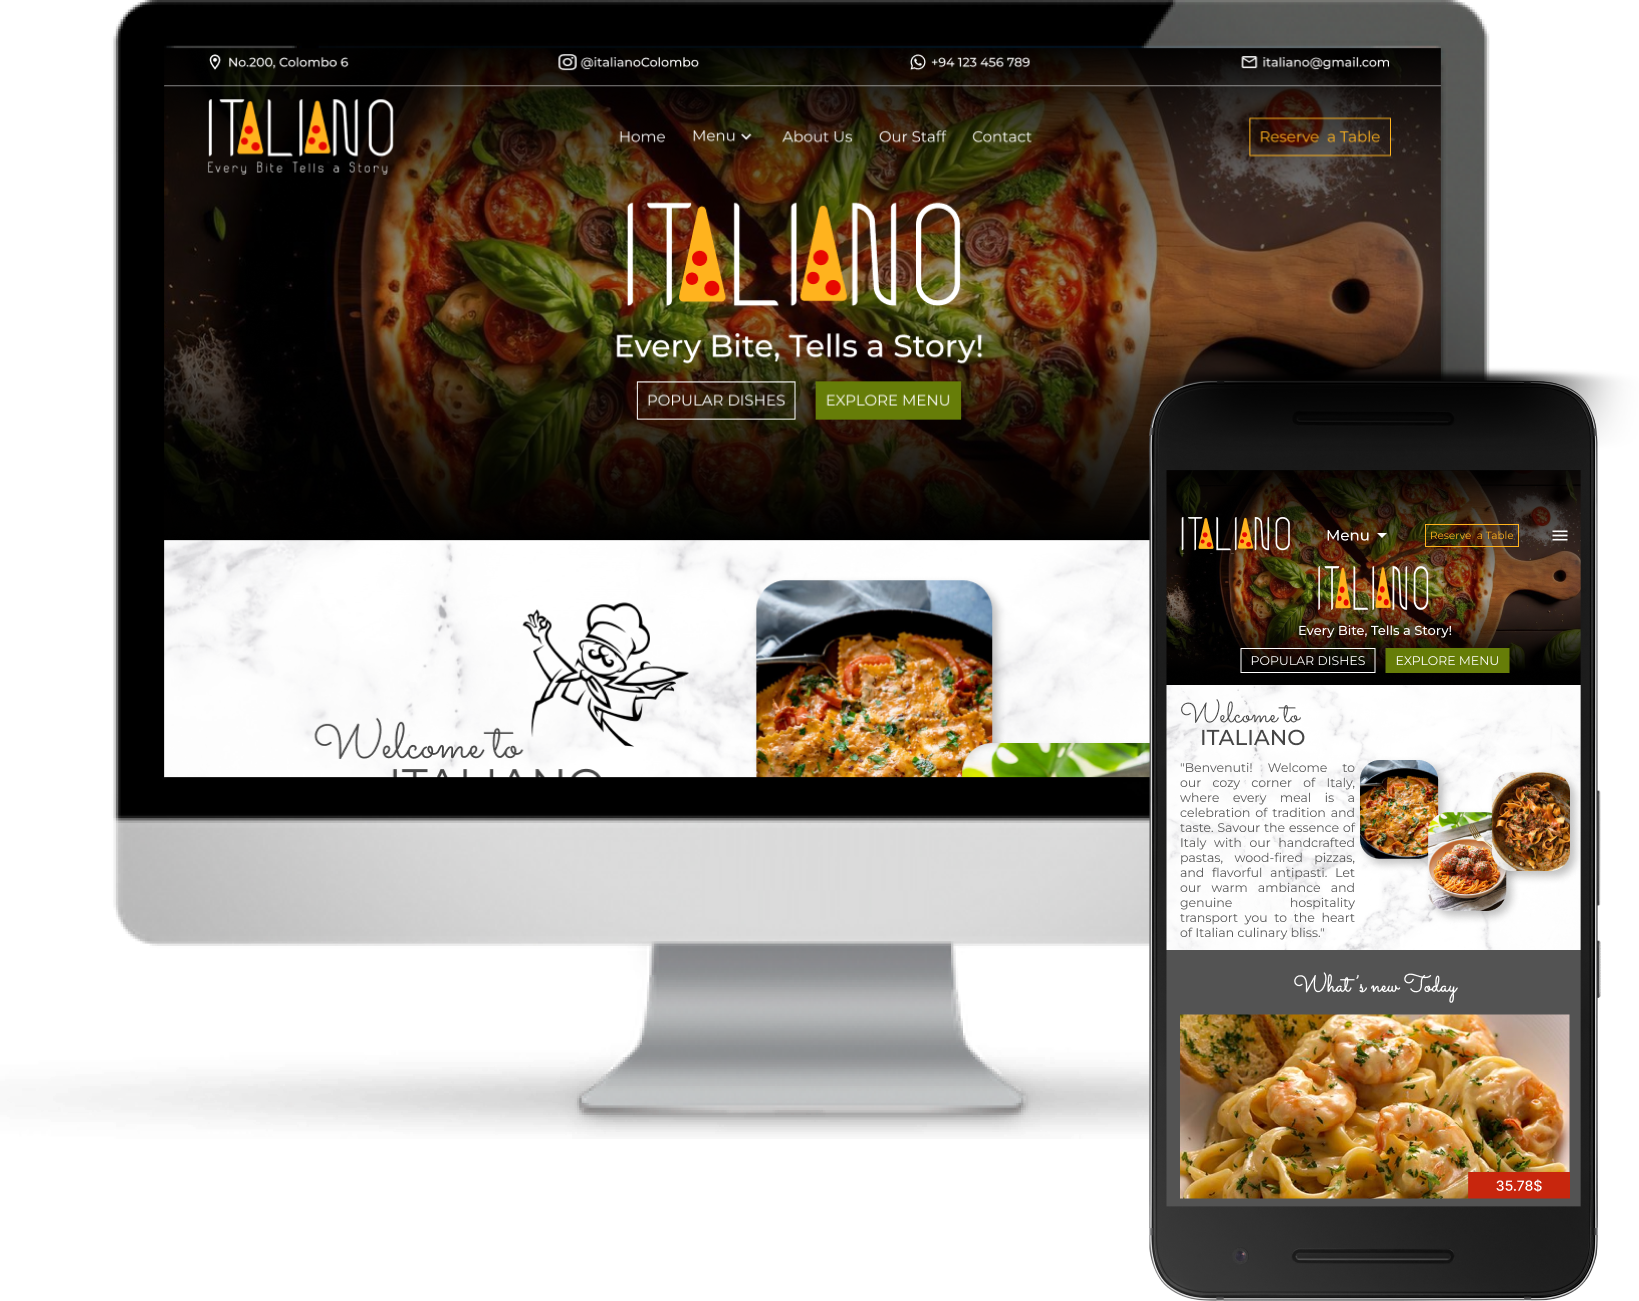 No.200, Colombo 6
@italianoColombo
+94 123 456 789
italiano@gmail.com
ITALIANO
Every Bite Tells a Story
Home
Menu
About Us
Our Staff
Contact
Reserve a Table
ITALIANO
Every Bite, Tells a Story!
POPULAR DISHES
EXPLORE MENU
Welcome to
ITALIANO
ITALIANO
Menu
Reserve a Table
ITALIANO
Every Bite, Tells a Story!
POPULAR DISHES
EXPLORE MENU
Welcome to
ITALIANO
"Benvenuti! Welcome to
our cozy corner of Italy,
where every meal is a
celebration of tradition and
taste. Savour the essence of
Italy with our handcrafted
pastas, wood-fired pizzas,
and flavorful antipasti. Let
our warm ambiance and
genuine hospitality
transport you to the heart
of Italian culinary bliss."
What's new Today
35.78$